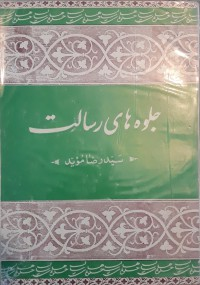 جلوه های رسالت
سید رضا مؤید